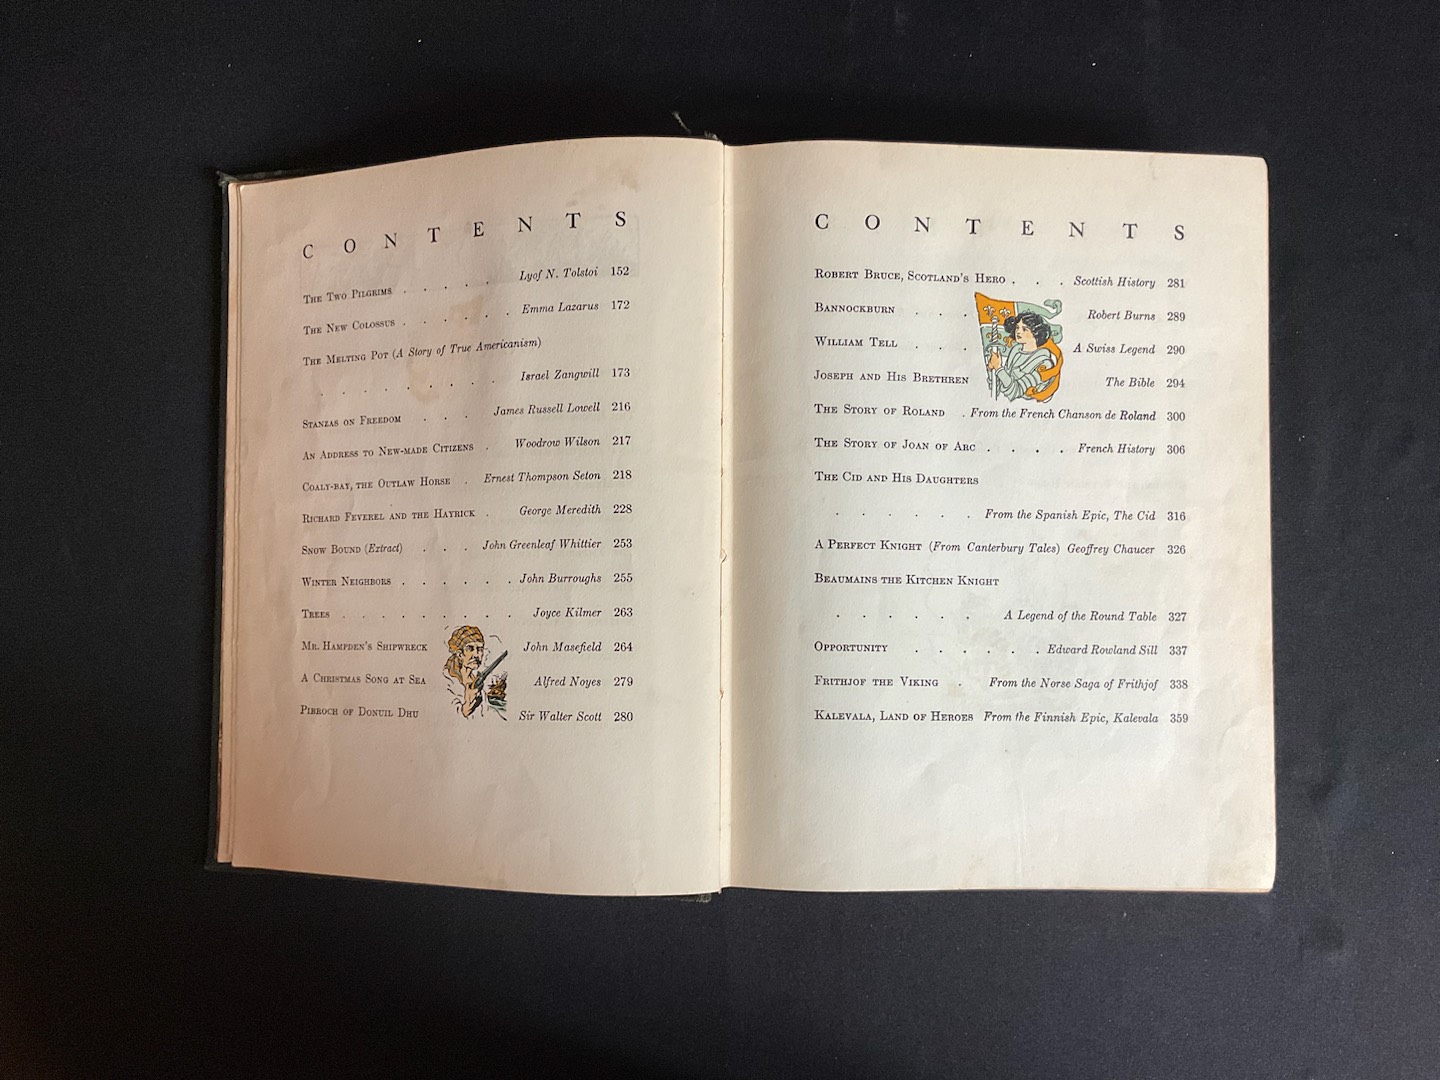 CONTENTS
THE TWO PILGRIMS . . . . . Lyof N. Tolstoi 152
THE NEW COLOSSUS . . . . . . Emma Lazarus 172
THE MELTING POT (A Story of True Americanism)
. . . . . . . . Israel Zangwill 173
STANZAS ON FREEDOM . . . James Russell Lowell 216
AN ADDRESS TO NEW-MADE CITIZENS . Woodrow Wilson 217
COALY-BAY, THE OUTLAW HORSE . Ernest Thompson Seton 218
RICHARD FEVEREL AND THE HAYRICK . George Meredith 228
SNOW BOUND (Extract) . . . John Greenleaf Whittier 253
WINTER NEIGHBORS . . . . . . John Burroughs 255
TREES . . . . . . . . Joyce Kilmer 263
MR. HAMPDEN'S SHIPWRECK John Masefield 264
A CHRISTMAS SONG AT SEA Alfred Noyes 279
PIBROCH OF DONUIL DHU Sir Walter Scott 280
CONTENTS
ROBERT BRUCE, SCOTLAND'S HERO . . . Scottish History 281
BANNOCKBURN . . . Robert Burns 289
WILLIAM TELL . . . A Swiss Legend 290
JOSEPH AND HIS BRETHREN The Bible 294
THE STORY OF ROLAND . From the French Chanson de Roland 300
THE STORY OF JOAN OF ARC . . . . French History 306
THE CID AND HIS DAUGHTERS
. . . . . . From the Spanish Epic, The Cid 316
A PERFECT KNIGHT (From Canterbury Tales) Geoffrey Chaucer 326
BEAUMAINS THE KITCHEN KNIGHT
. . . . . . A Legend of the Round Table 327
OPPORTUNITY . . . . . . Edward Rowland Sill 337
FRITHJOF THE VIKING . From the Norse Saga of Frithjof 338
KALEVALA, LAND OF HEROES From the Finnish Epic, Kalevala 359